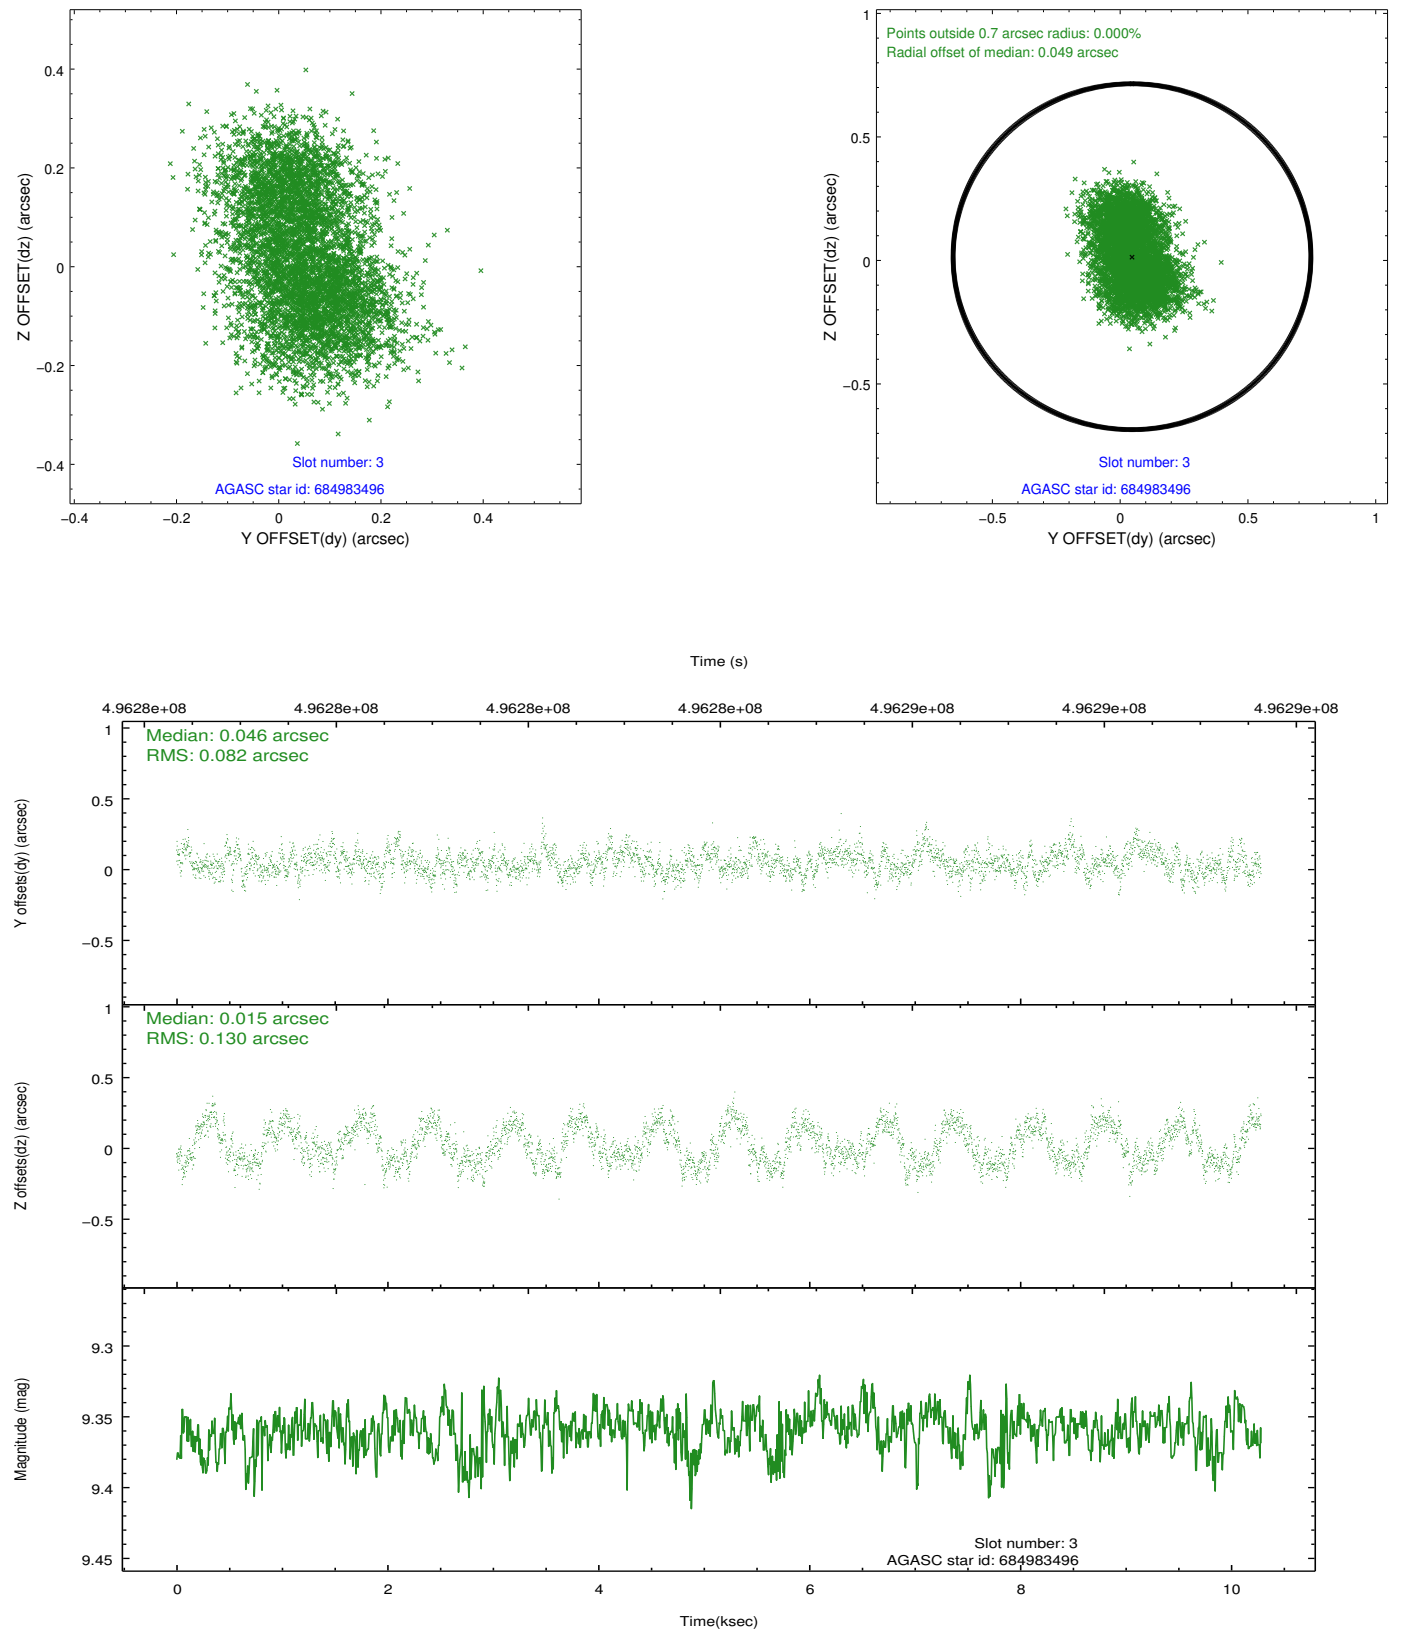 0.4
0.2
0
−0.2
−0.4
Z OFFSET(dz) (arcsec)
Slot number: 3
AGASC star id: 684983496
−0.4
−0.2
0
0.2
0.4
Y OFFSET(dy) (arcsec)
1
0.5
0
−0.5
Z OFFSET(dz) (arcsec)
Points outside 0.7 arcsec radius: 0.000%
Radial offset of median: 0.049 arcsec
Slot number: 3
AGASC star id: 684983496
−0.5
0
0.5
1
Y OFFSET(dy) (arcsec)
Time (s)
4.9628e+08
4.9628e+08
4.9628e+08
4.9628e+08
4.9629e+08
4.9629e+08
4.9629e+08
Median: 0.046 arcsec
RMS: 0.082 arcsec
1
0.5
0
−0.5
Y offsets(dy) (arcsec)
Median: 0.015 arcsec
RMS: 0.130 arcsec
1
0.5
0
−0.5
Z offsets(dz) (arcsec)
9.3
9.35
9.4
9.45
Magnitude (mag)
Slot number: 3
AGASC star id: 684983496
0
2
4
6
8
10
Time(ksec)